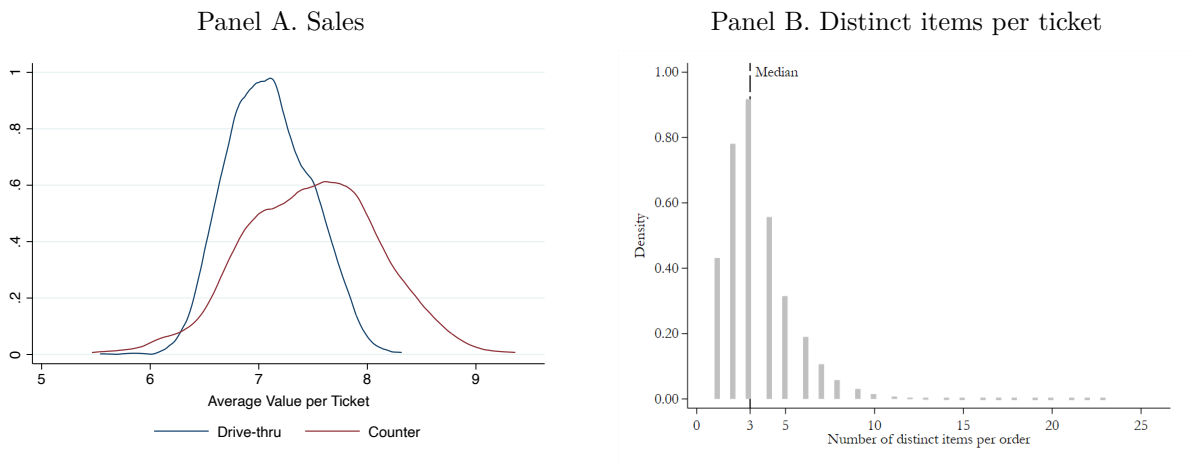 Panel A. Sales
1
.8
.6
.4
.2
0
5 6 7 8 9
Average Value per Ticket
Drive-thru Counter
Panel B. Distinct items per ticket
Median
1.00
0.80
0.60
0.40
0.20
0.00
Density
0 3 5 10 15 20 25
Number of distinct items per order